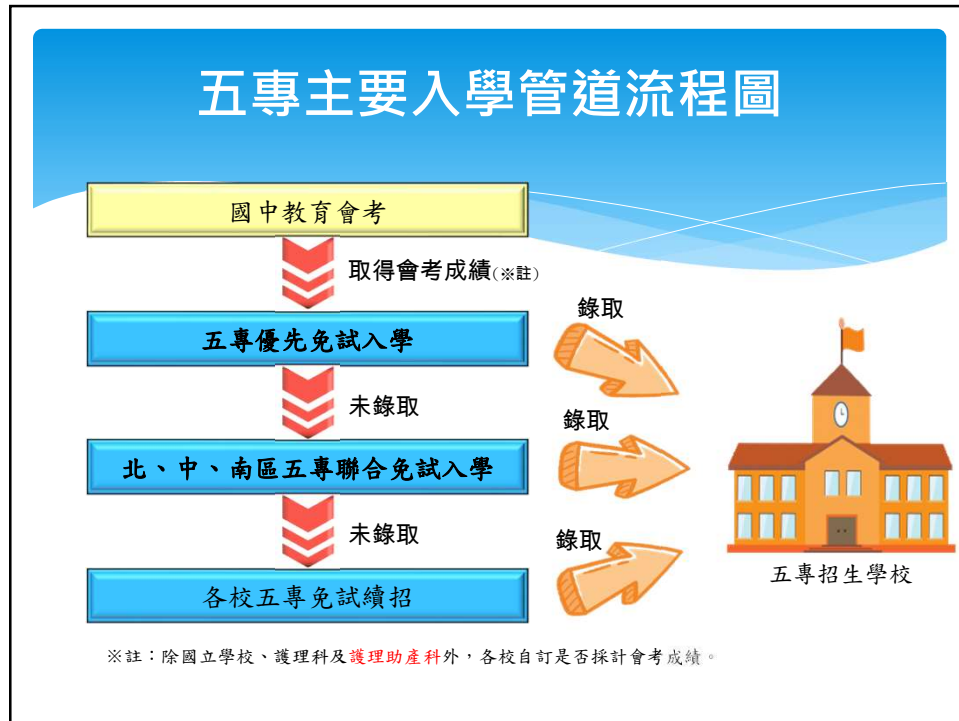 五專主要入學管道流程圖
國中教育會考
取得會考成績(※註)
錄取
五專優先免試入學
未錄取
錄取
北、中、南區五專聯合免試入學
未錄取
錄取
五專招生學校
各校五專免試續招
※註：除國立學校、護理科及護理助產科外，各校自訂是否採計會考成績。